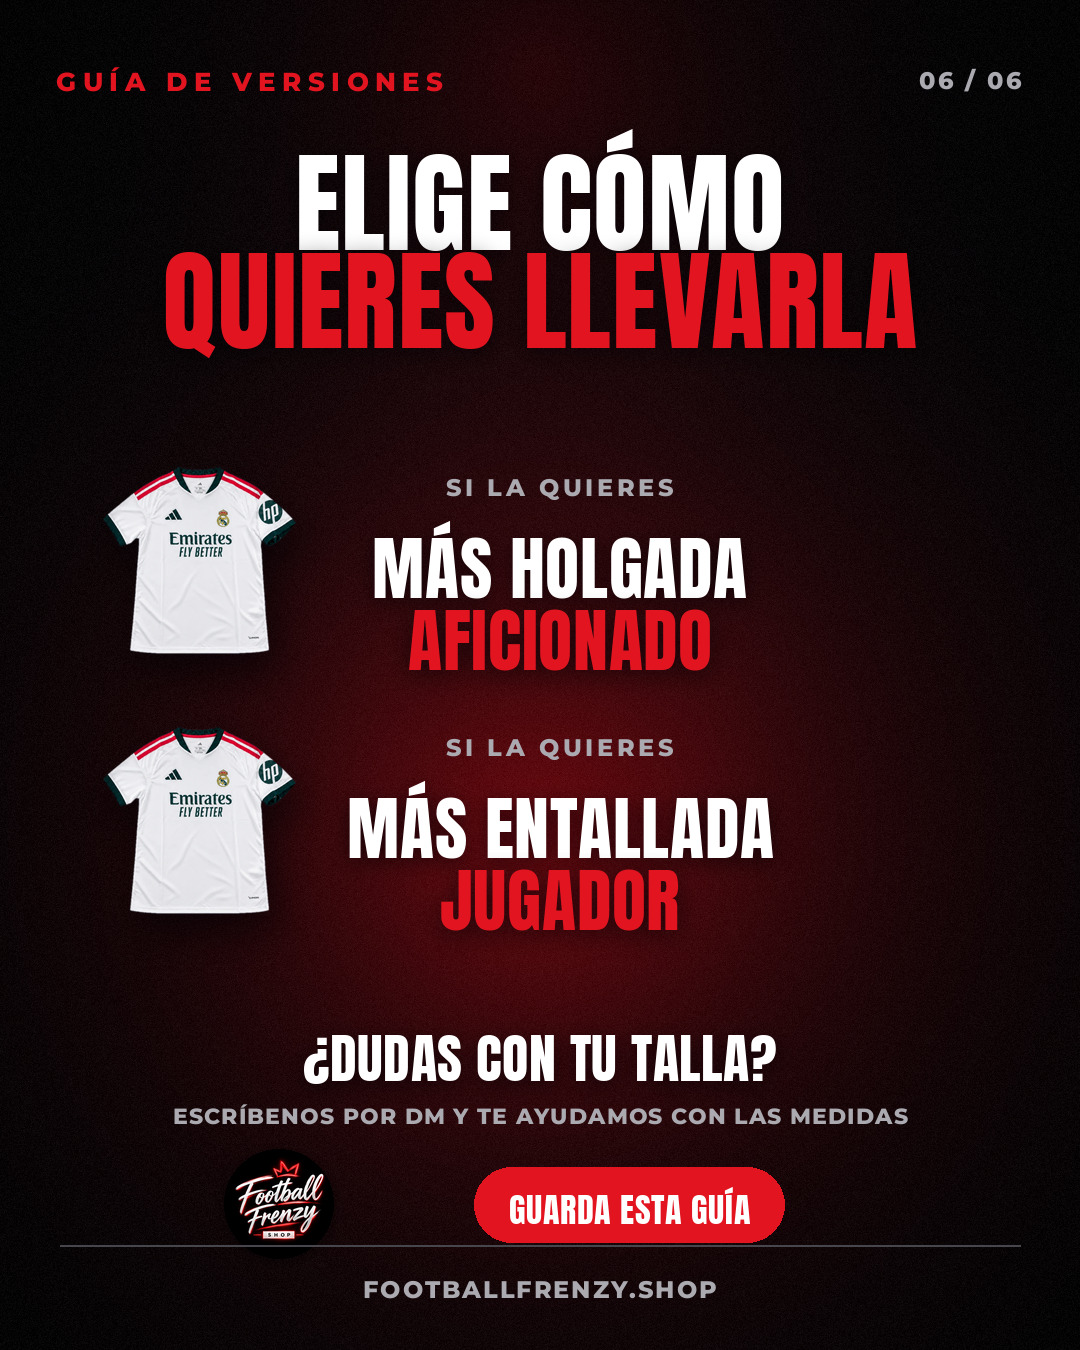 GUÍA DE VERSIONES
06 / 06
ELIGE CÓMO
QUIERES LLEVARLA
SI LA QUIERES
MÁS HOLGADA
AFICIONADO
hp
Emirates
FLY BETTER
SI LA QUIERES
MÁS ENTALLADA
JUGADOR
hp
Emirates
FLY BETTER
¿DUDAS CON TU TALLA?
ESCRÍBENOS POR DM Y TE AYUDAMOS CON LAS MEDIDAS
Football
Frenzy
SHOP
GUARDA ESTA GUÍA
FOOTBALLFRENZY.SHOP